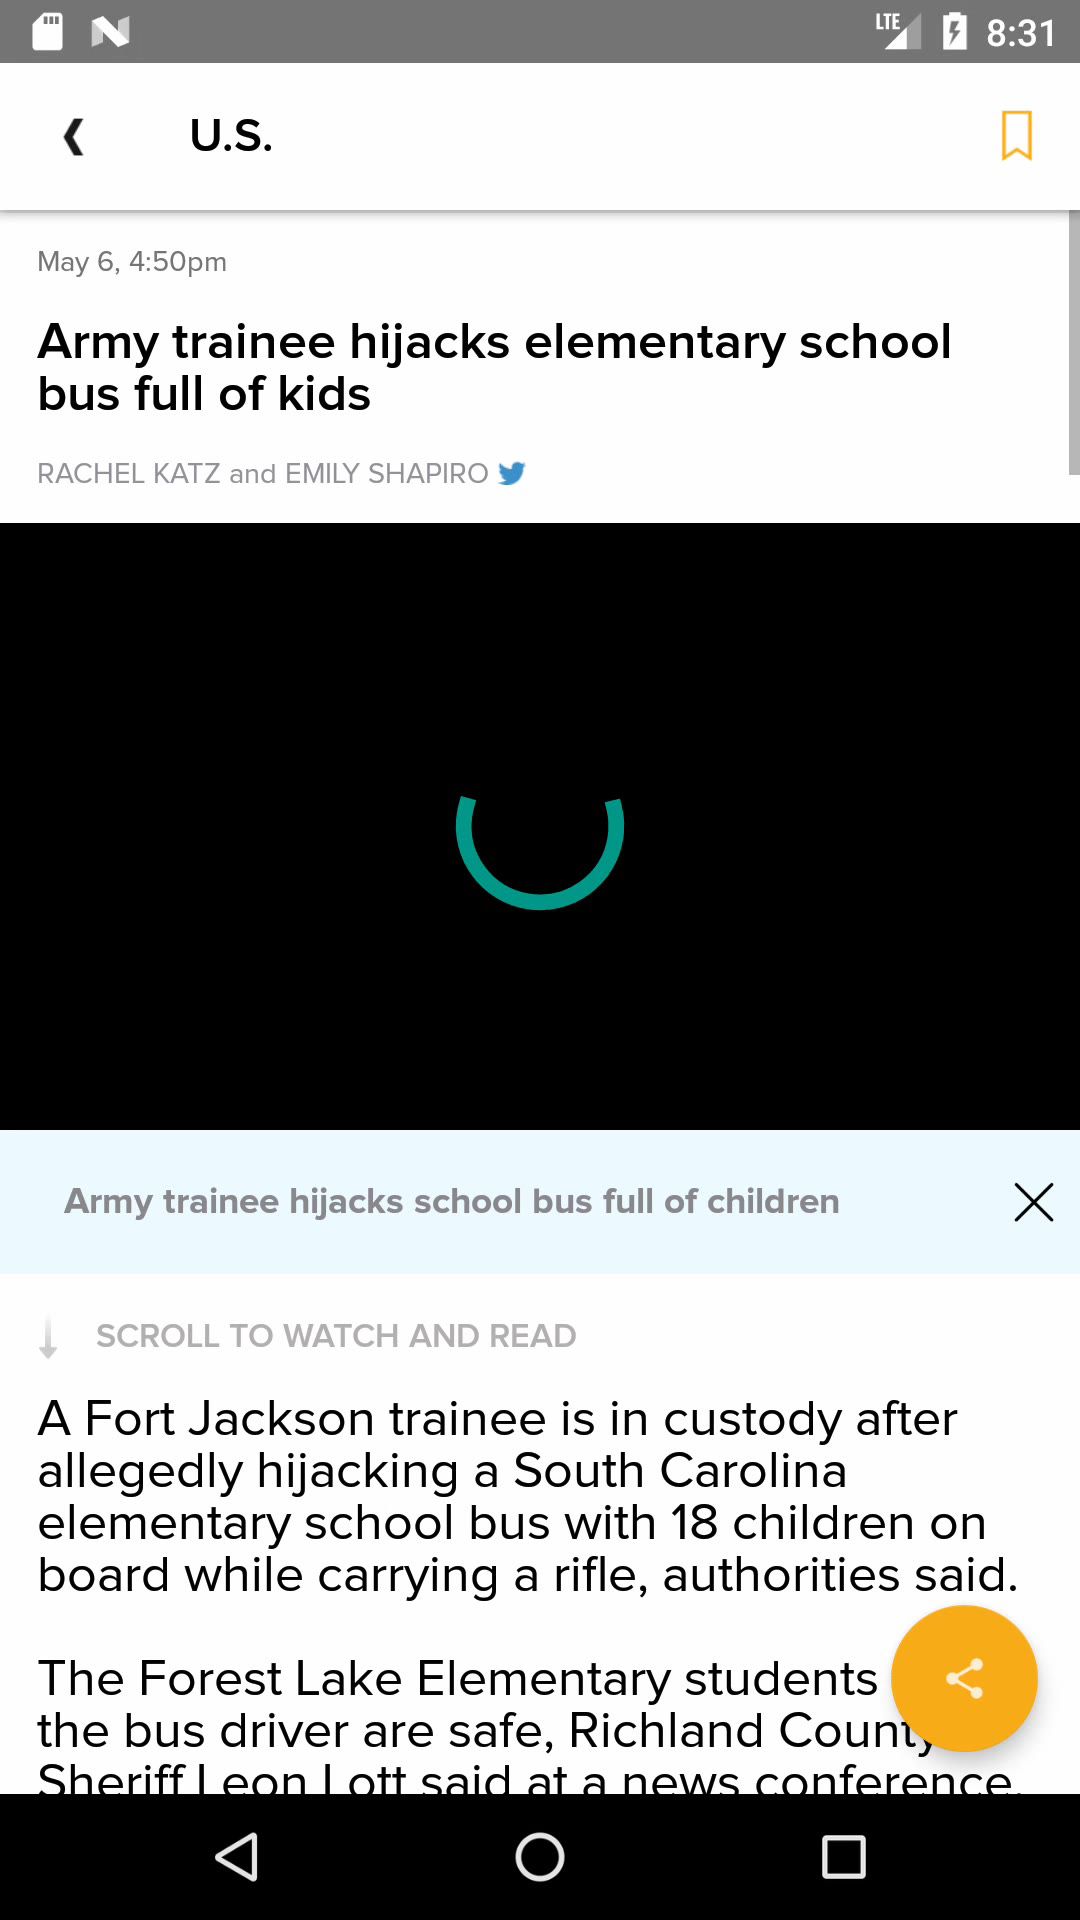 LTE 8:31
U.S.
May 6, 4:50pm
Army trainee hijacks elementary school
bus full of kids
RACHEL KATZ and EMILY SHAPIRO
Army trainee hijacks school bus full of children
SCROLL TO WATCH AND READ
A Fort Jackson trainee is in custody after
allegedly hijacking a South Carolina
elementary school bus with 18 children on
board while carrying a rifle, authorities said.
The Forest Lake Elementary students
the bus driver are safe, Richland County
Sheriff Leon Lott said at a news conference.